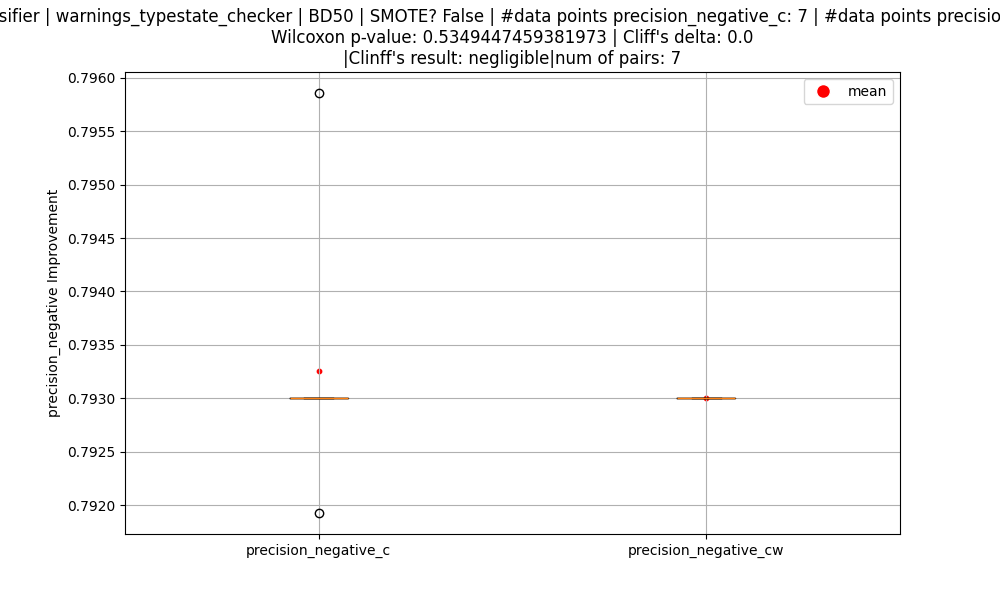 sifier | warnings_typestate_checker | BD50 | SMOTE? False | #data points precision_negative_c: 7 | #data points precisio
Wilcoxon p-value: 0.5349447459381973 | Cliff's delta: 0.0
|Clinff's result: negligible|num of pairs: 7
mean
0.7960
0.7955
0.7950
0.7945
0.7940
0.7935
0.7930
0.7925
0.7920
precision_negative Improvement
precision_negative_c
precision_negative_cw